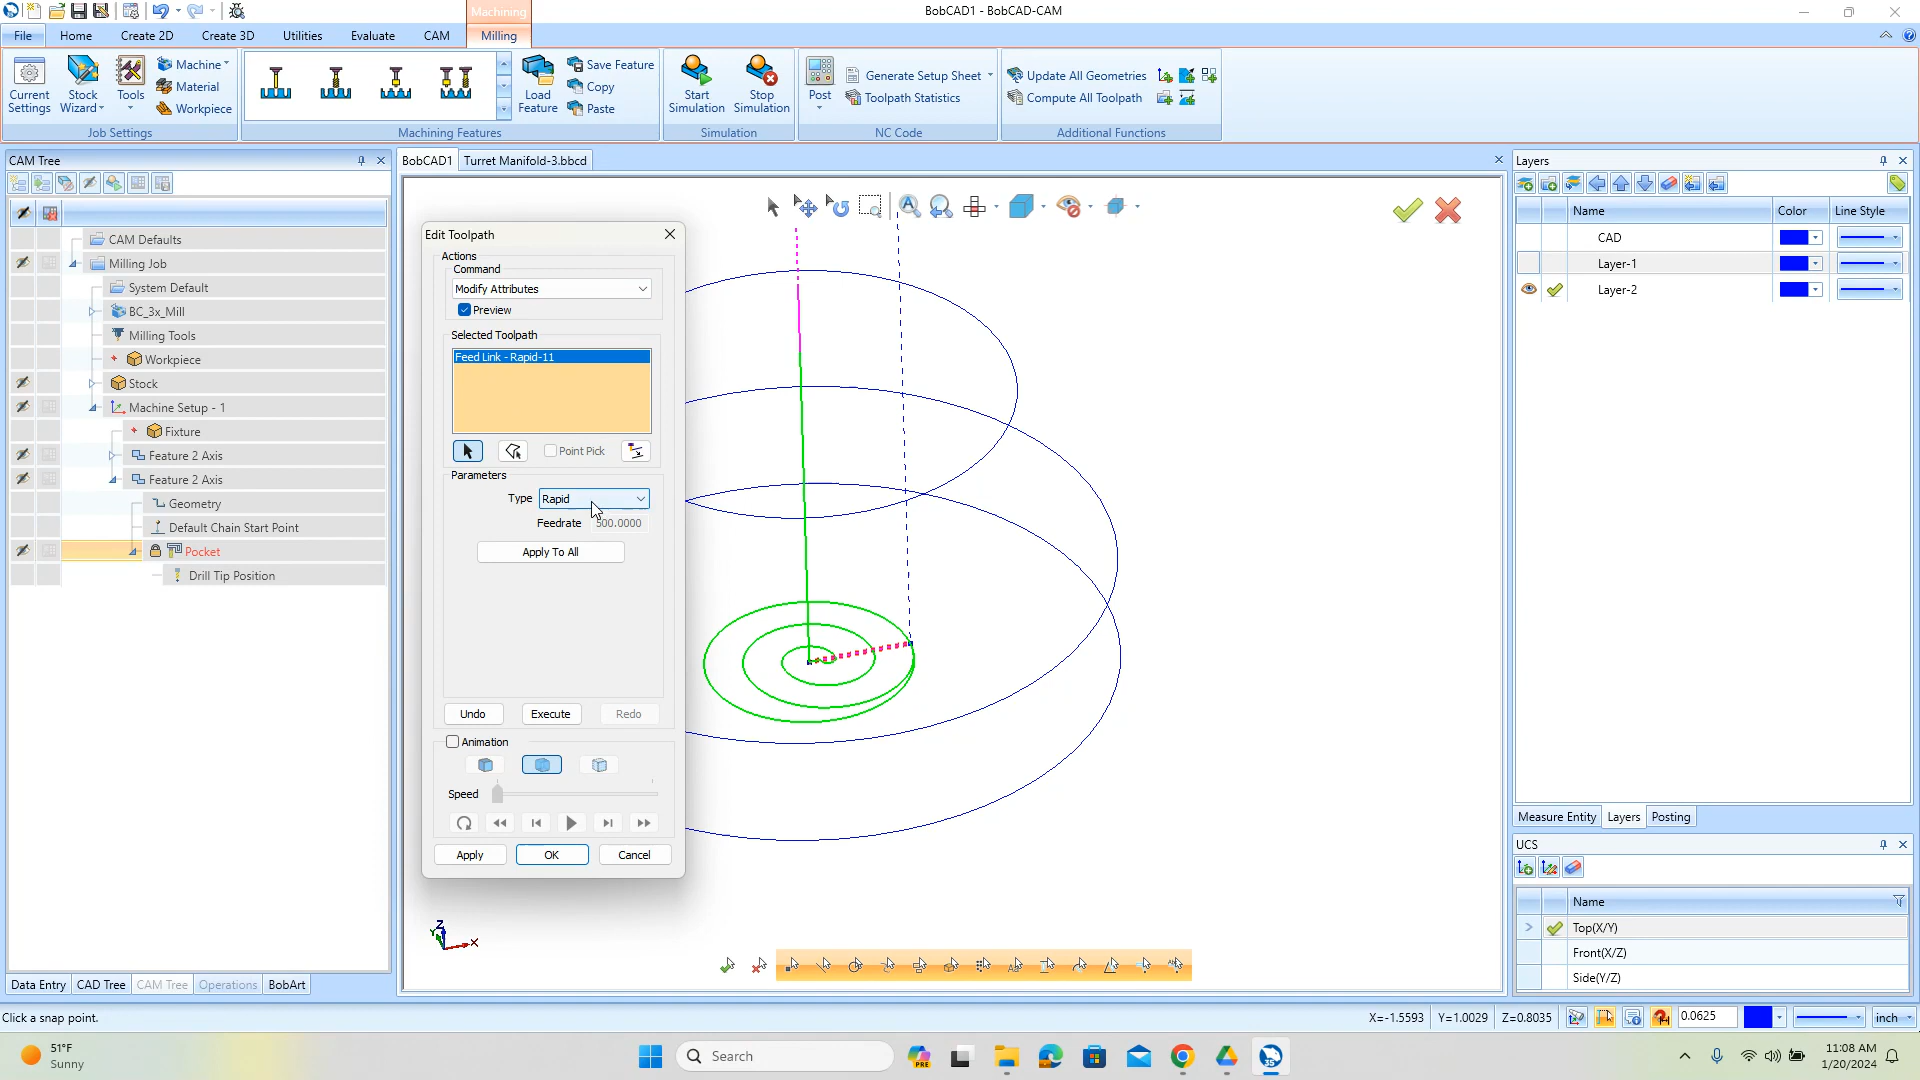 BobCAD1 - BobCAD-CAM
Machining
File Home Create 2D Create 3D Utilities Evaluate CAM Milling
Current Settings
Stock Wizard
Tools
Machine
Material
Workpiece
Job Settings
Load Feature
Save Feature
Copy
Paste
Machining Features
Start Simulation
Stop Simulation
Simulation
Post
Generate Setup Sheet
Toolpath Statistics
NC Code
Update All Geometries
Compute All Toolpath
Additional Functions
CAM Tree
CAM Defaults
Milling Job
System Default
BC_3x_Mill
Milling Tools
Workpiece
Stock
Machine Setup - 1
Fixture
Feature 2 Axis
Feature 2 Axis
Geometry
Default Chain Start Point
Pocket
Drill Tip Position
Data Entry CAD Tree CAM Tree Operations BobArt
BobCAD1 Turret Manifold-3.bbcd
Edit Toolpath
Actions
Command
Modify Attributes
Preview
Selected Toolpath
Feed Link - Rapid-11
Point Pick
Parameters
Type Rapid
Feedrate 500.0000
Apply To All
Undo Execute Redo
Animation
Speed
Apply OK Cancel
Z
Y
X
Layers
Name Color Line Style
CAD
Layer-1
Layer-2
Measure Entity Layers Posting
UCS
Name
Top(X/Y)
Front(X/Z)
Side(Y/Z)
Click a snap point.
X=-1.5593 Y=1.0029 Z=0.8035 0.0625 inch
51°F
Sunny
Search
PRE
35
11:08 AM
1/20/2024